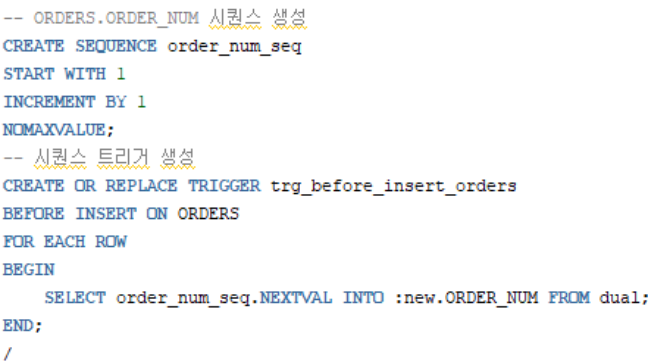 -- ORDERS.ORDER_NUM 시퀀스 생성
CREATE SEQUENCE order_num_seq
START WITH 1
INCREMENT BY 1
NOMAXVALUE;
-- 시퀀스 트리거 생성
CREATE OR REPLACE TRIGGER trg_before_insert_orders
BEFORE INSERT ON ORDERS
FOR EACH ROW
BEGIN
    SELECT order_num_seq.NEXTVAL INTO :new.ORDER_NUM FROM dual;
END;
/